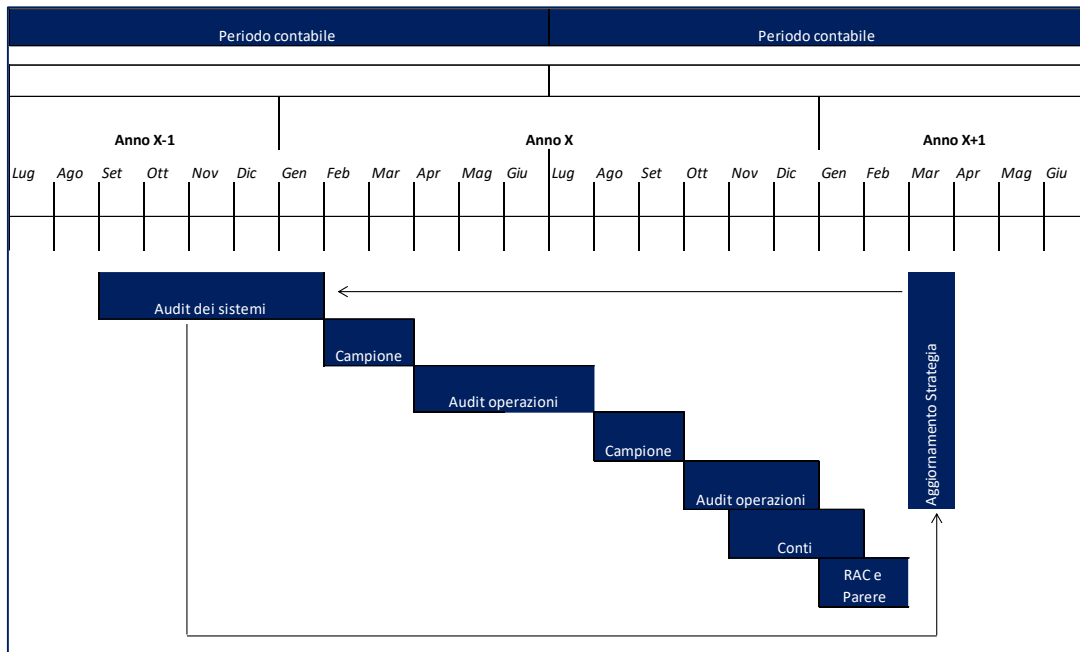 Periodo contabile Periodo contabile
Anno X-1 Anno X Anno X+1
Lug Ago Set Ott Nov Dic Gen Feb Mar Apr Mag Giu Lug Ago Set Ott Nov Dic Gen Feb Mar Apr Mag Giu
Audit dei sistemi
Campione
Audit operazioni
Campione
Audit operazioni
Conti
RAC e
Parere
Aggiornamento Strategia